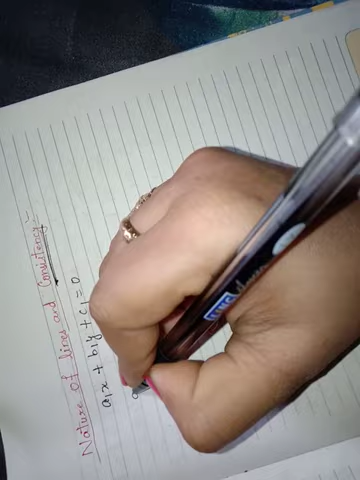 Nature of lines and Consistency:-
a₁x + b₁y + c₁ = 0
a